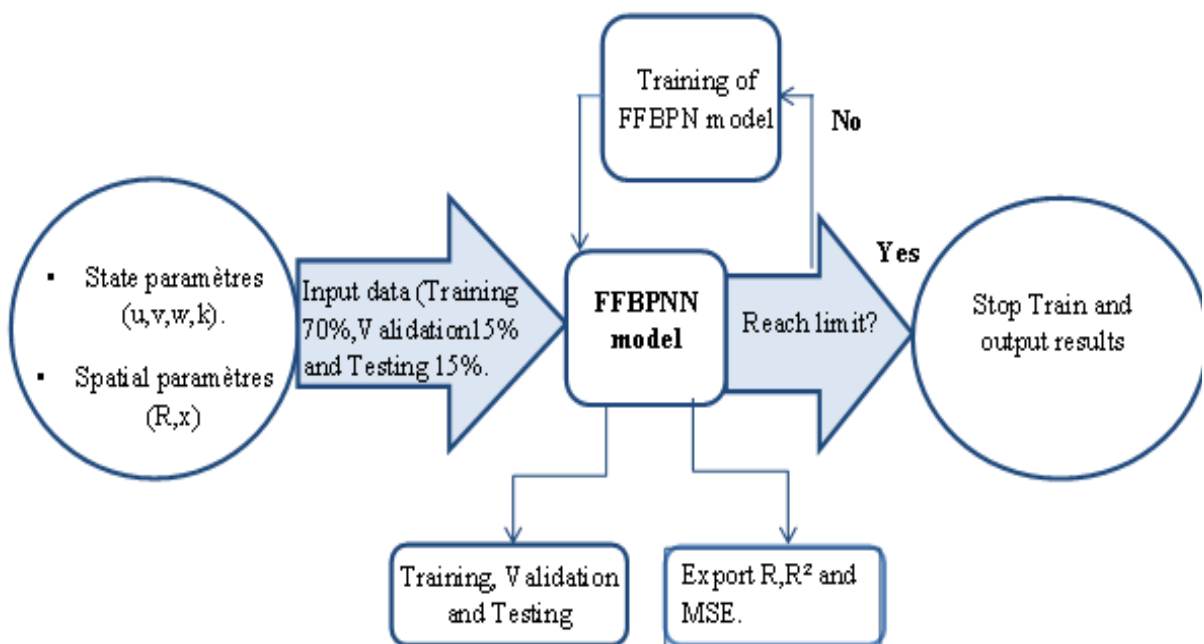 Training of
FFBPN model
No
▪ State paramètres
(u,v,w,k).
▪ Spatial paramètres
(R,x)
Input data (Training
70%,Validation15%
and Testing 15%.
FFBPNN
model
Reach limit?
Yes
Stop Train and
output results
Training, Validation
and Testing
Export R,R² and
MSE.